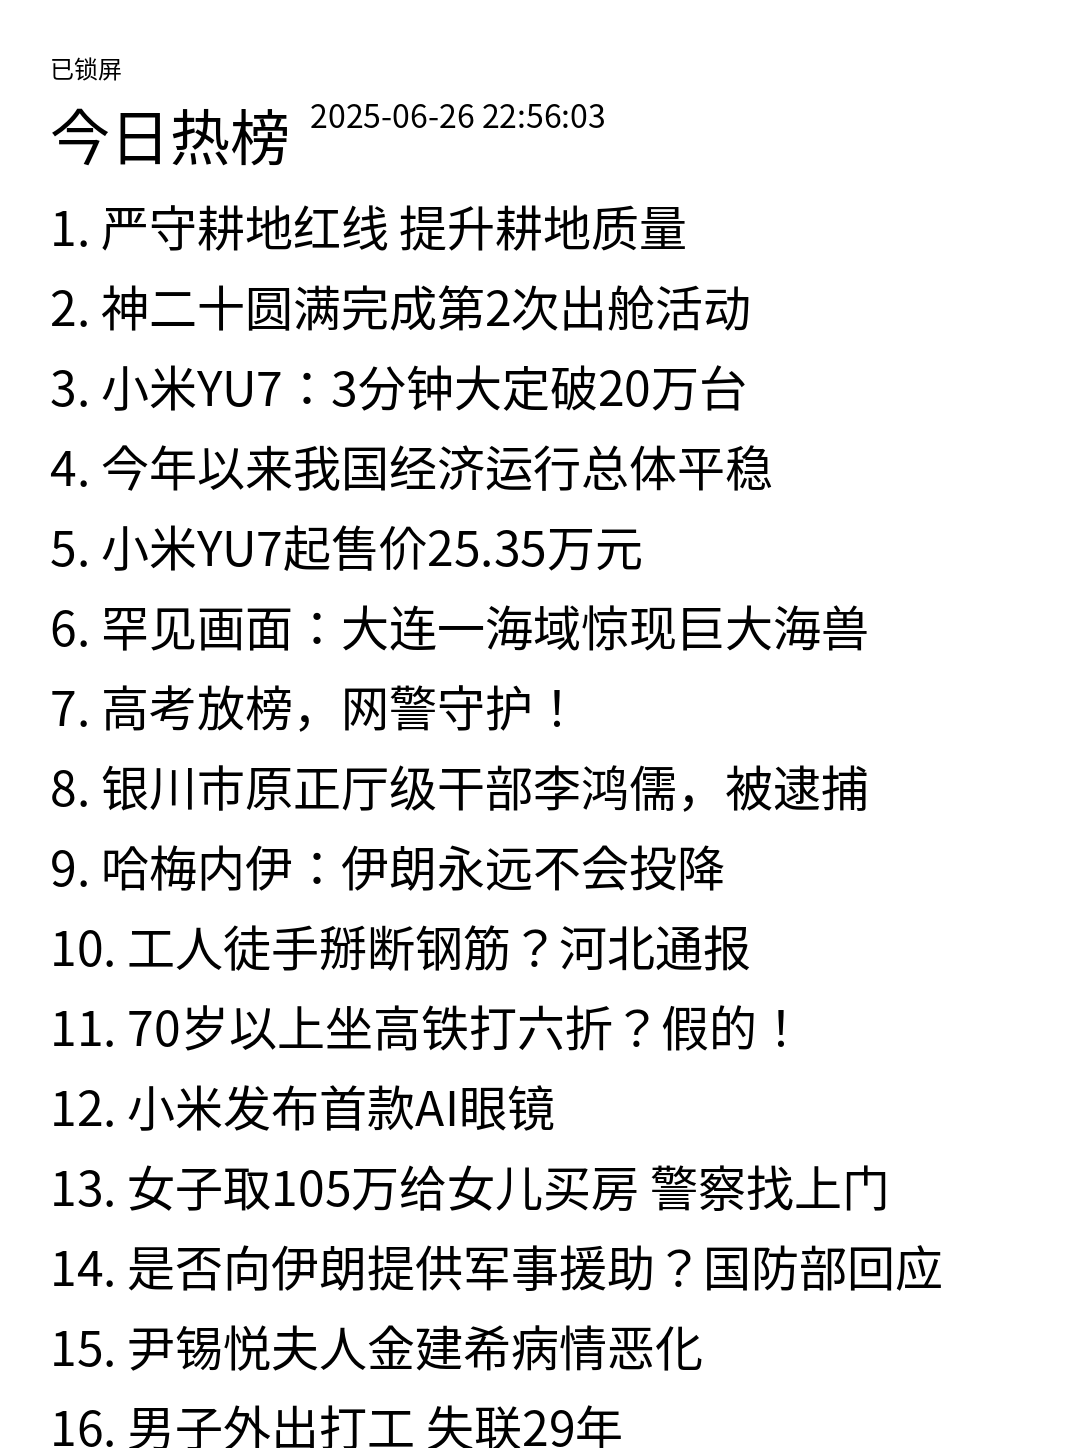 已锁屏
今日热榜 2025-06-26 22:56:03
1. 严守耕地红线 提升耕地质量
2. 神二十圆满完成第2次出舱活动
3. 小米YU7：3分钟大定破20万台
4. 今年以来我国经济运行总体平稳
5. 小米YU7起售价25.35万元
6. 罕见画面：大连一海域惊现巨大海兽
7. 高考放榜，网警守护！
8. 银川市原正厅级干部李鸿儒，被逮捕
9. 哈梅内伊：伊朗永远不会投降
10. 工人徒手掰断钢筋？河北通报
11. 70岁以上坐高铁打六折？假的！
12. 小米发布首款AI眼镜
13. 女子取105万给女儿买房 警察找上门
14. 是否向伊朗提供军事援助？国防部回应
15. 尹锡悦夫人金建希病情恶化
16. 男子外出打工 失联29年